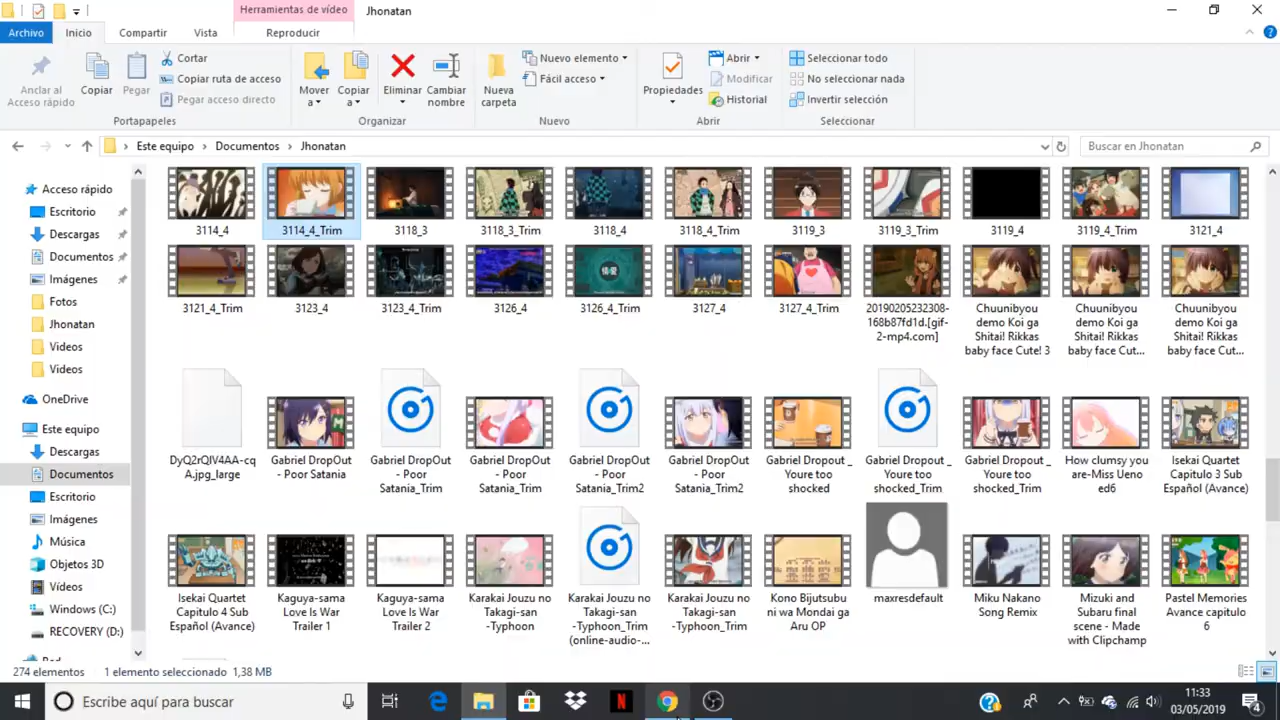 Herramientas de vídeo
Jhonatan
Archivo
Inicio
Compartir
Vista
Reproducir
Anclar al
Acceso rápido
Copiar
Pegar
Cortar
Copiar ruta de acceso
Pegar acceso directo
Portapapeles
Mover
a
Copiar
a
Eliminar
Cambiar
nombre
Organizar
Nueva
carpeta
Nuevo elemento
Fácil acceso
Nuevo
Propiedades
Abrir
Modificar
Historial
Abrir
Seleccionar todo
No seleccionar nada
Invertir selección
Seleccionar
Este equipo
Documentos
Jhonatan
Buscar en Jhonatan
Acceso rápido
Escritorio
Descargas
Documentos
Imágenes
Fotos
Jhonatan
Videos
Videos
OneDrive
Este equipo
Descargas
Documentos
Escritorio
Imágenes
Música
Objetos 3D
Vídeos
Windows (C:)
RECOVERY (D:)
3114_4
3114_4_Trim
3118_3
3118_3_Trim
3118_4
3118_4_Trim
3119_3
3119_3_Trim
3119_4
3119_4_Trim
3121_4
3121_4_Trim
3123_4
3123_4_Trim
3126_4
3126_4_Trim
3127_4
3127_4_Trim
20190205232308-
168b87fd1d.[gif-
2-mp4.com]
Chuunibyou
demo Koi ga
Shitai! Rikkas
baby face Cute! 3
Chuunibyou
demo Koi ga
Shitai! Rikkas
baby face Cut...
Chuunibyou
demo Koi ga
Shitai! Rikkas
baby face Cut...
DyQ2rQIV4AA-cq
A.jpg_large
Gabriel DropOut
- Poor Satania
Gabriel DropOut
- Poor
Satania_Trim
Gabriel DropOut
- Poor
Satania_Trim
Gabriel DropOut
- Poor
Satania_Trim2
Gabriel DropOut
- Poor
Satania_Trim2
Gabriel Dropout _
Youre too
shocked
Gabriel Dropout _
Youre too
shocked_Trim
Gabriel Dropout _
Youre too
shocked_Trim
How clumsy you
are-Miss Ueno
ed6
Isekai Quartet
Capitulo 3 Sub
Español (Avance)
Isekai Quartet
Capitulo 4 Sub
Español (Avance)
Kaguya-sama
Love Is War
Trailer 1
Kaguya-sama
Love Is War
Trailer 2
Karakai Jouzu no
Takagi-san
-Typhoon
Karakai Jouzu no
Takagi-san
-Typhoon_Trim
(online-audio-...
Karakai Jouzu no
Takagi-san
-Typhoon_Trim
Kono Bijutsubu
ni wa Mondai ga
Aru OP
maxresdefault
Miku Nakano
Song Remix
Mizuki and
Subaru final
scene - Made
with Clipchamp
Pastel Memories
Avance capitulo
6
274 elementos
1 elemento seleccionado
1,38 MB
Escribe aquí para buscar
11:33
03/05/2019
4